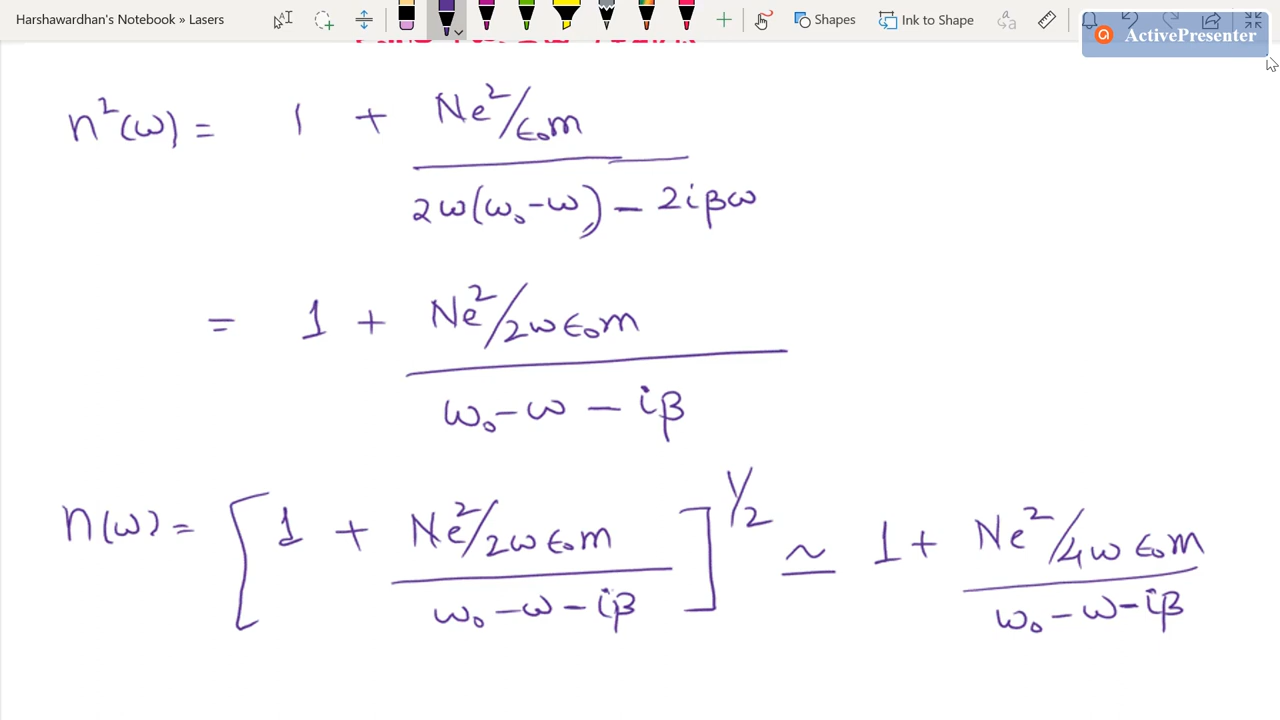 Harshawardhan's Notebook » Lasers
Shapes
Ink to Shape
ActivePresenter
n²(ω) = 1 + (Ne²/ϵ₀m) / (2ω(ω₀-ω) - 2iβω)
= 1 + (Ne²/2ωϵ₀m) / (ω₀-ω - iβ)
n(ω) = [1 + (Ne²/2ωϵ₀m) / (ω₀-ω-iβ)]^1/2 ≃ 1 + (Ne²/4ωϵ₀m) / (ω₀-ω-iβ)